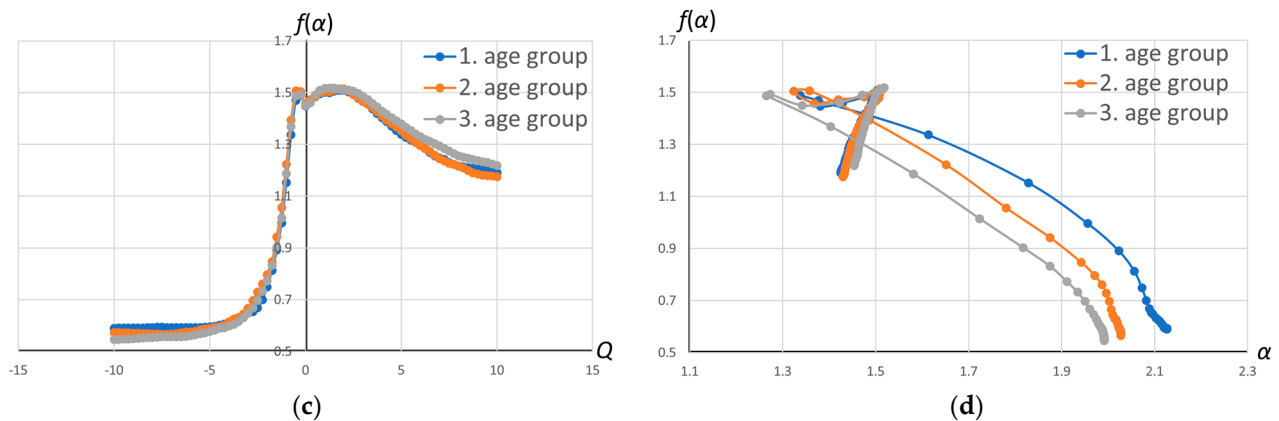 f(α)
1.7
1.5
1.3
1.1
0.9
0.7
0.5
-15
-10
-5
0
5
10
15
Q
1. age group
2. age group
3. age group
(c)
f(α)
1.7
1.5
1.3
1.1
0.9
0.7
0.5
1.1
1.3
1.5
1.7
1.9
2.1
2.3
α
1. age group
2. age group
3. age group
(d)